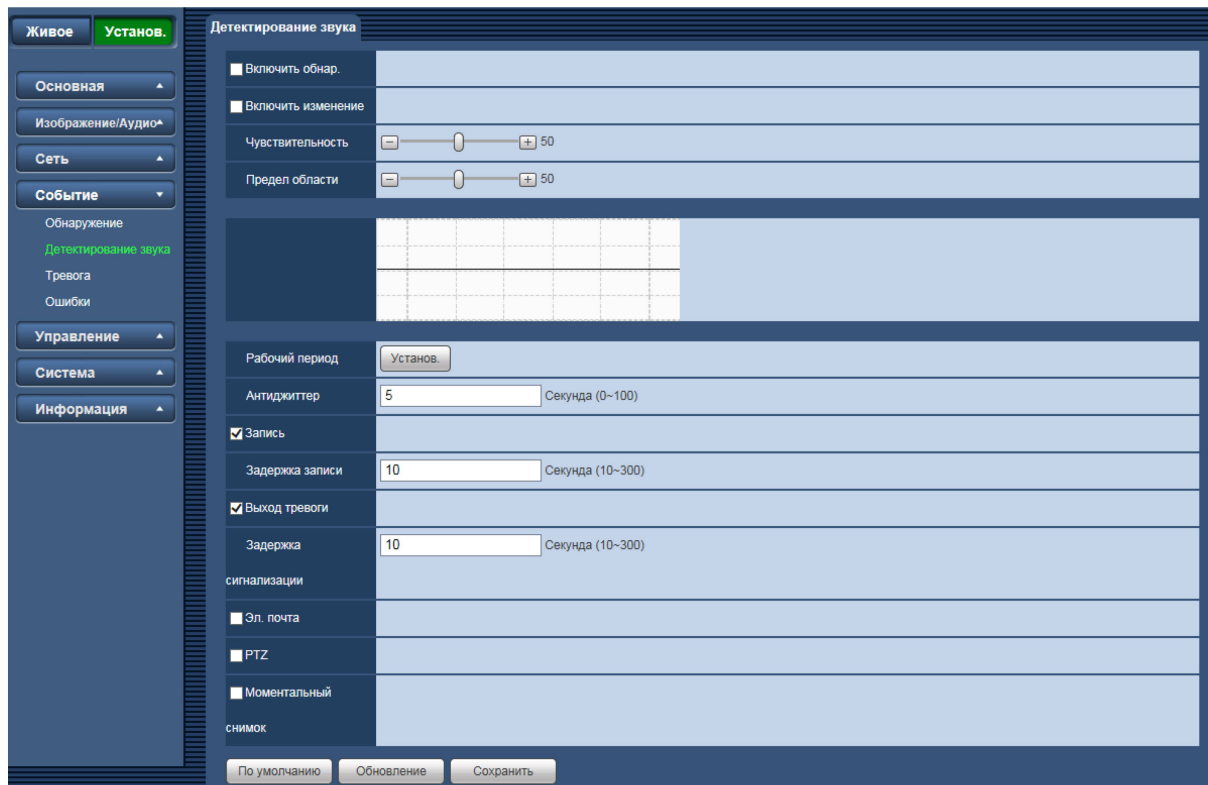 Живое
Установ.
Основная
Изображение/Аудио
Сеть
Событие
Обнаружение
Детектирование звука
Тревога
Ошибки
Управление
Система
Информация
Детектирование звука
Включить обнар.
Включить изменение
Чувствительность 50
Предел области 50
Рабочий период Установ.
Антиджиттер 5 Секунда (0~100)
Запись
Задержка записи 10 Секунда (10~300)
Выход тревоги
Задержка 10 Секунда (10~300)
сигнализации
Эл. почта
PTZ
Моментальный
снимок
По умолчанию Обновление Сохранить